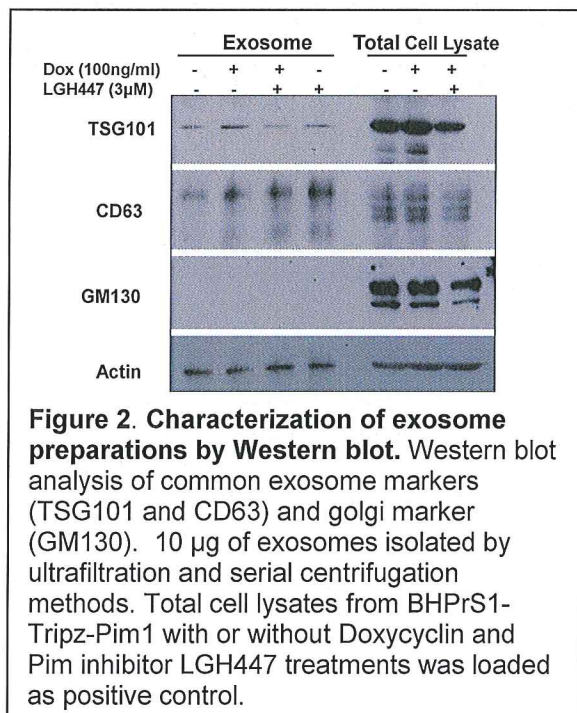 Exosome Total Cell Lysate
Dox (100ng/ml) - + + - - + +
LGH447 (3µM) - - + + - - +
TSG101
CD63
GM130
Actin
Figure 2. Characterization of exosome
preparations by Western blot. Western blot
analysis of common exosome markers
(TSG101 and CD63) and golgi marker
(GM130). 10 µg of exosomes isolated by
ultrafiltration and serial centrifugation
methods. Total cell lysates from BHPrS1-
Tripz-Pim1 with or without Doxycyclin and
Pim inhibitor LGH447 treatments was loaded
as positive control.